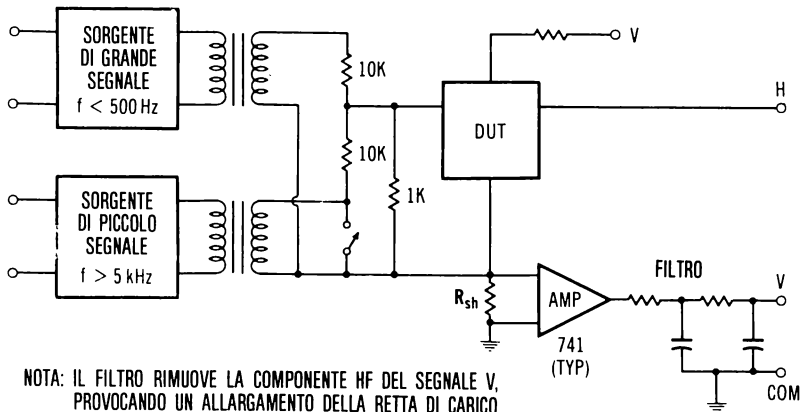 SORGENTE
DI GRANDE
SEGNALE
f < 500 Hz
10K
10K
1K
V
H
DUT
SORGENTE
DI PICCOLO
SEGNALE
f > 5 kHz
Rsh
AMP
741
(TYP)
FILTRO
V
COM
NOTA: IL FILTRO RIMUOVE LA COMPONENTE HF DEL SEGNALE V,
PROVOCANDO UN ALLARGAMENTO DELLA RETTA DI CARICO